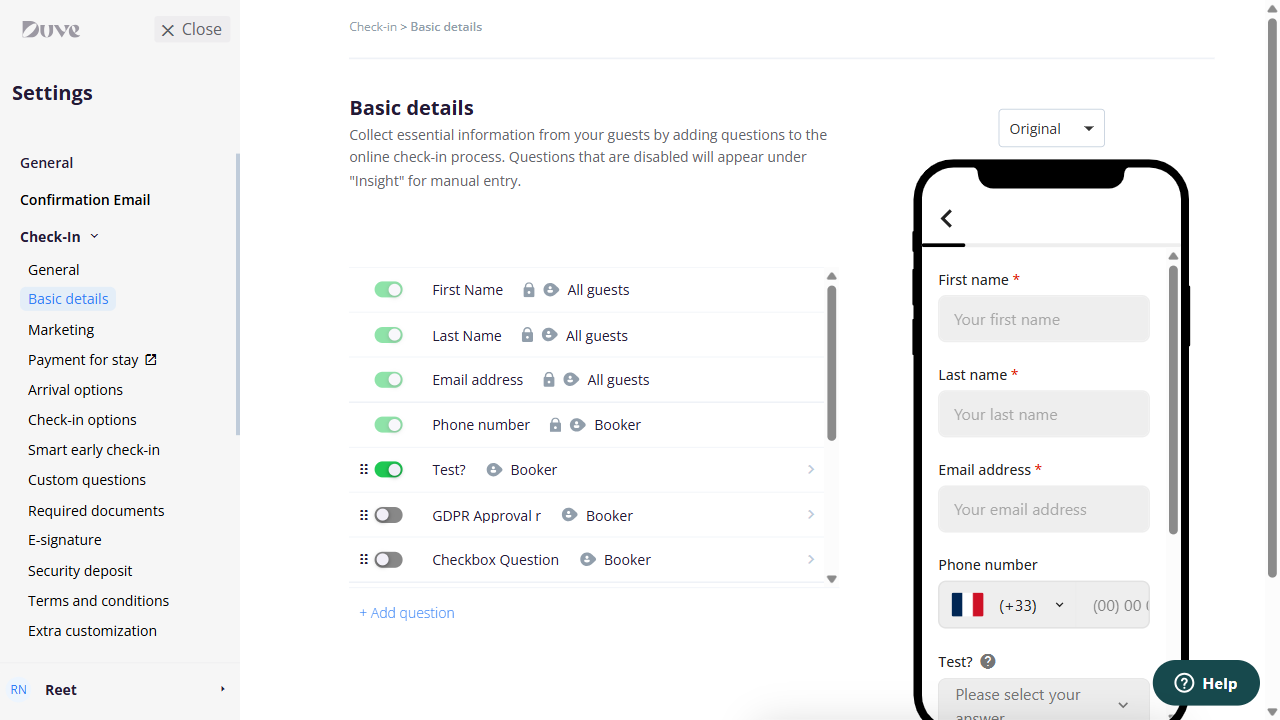 Duve
Close
Settings
General
Confirmation Email
Check-In
General
Basic details
Marketing
Payment for stay
Arrival options
Check-in options
Smart early check-in
Custom questions
Required documents
E-signature
Security deposit
Terms and conditions
Extra customization
RN Reet
Check-in > Basic details
Basic details
Collect essential information from your guests by adding questions to the
online check-in process. Questions that are disabled will appear under
"Insight" for manual entry.
First Name All guests
Last Name All guests
Email address All guests
Phone number Booker
Test? Booker
GDPR Approval r Booker
Checkbox Question Booker
+ Add question
Original
First name *
Your first name
Last name *
Your last name
Email address *
Your email address
Phone number
(+33) (00) 00 (
Test? ?
Please select your
answer
? Help